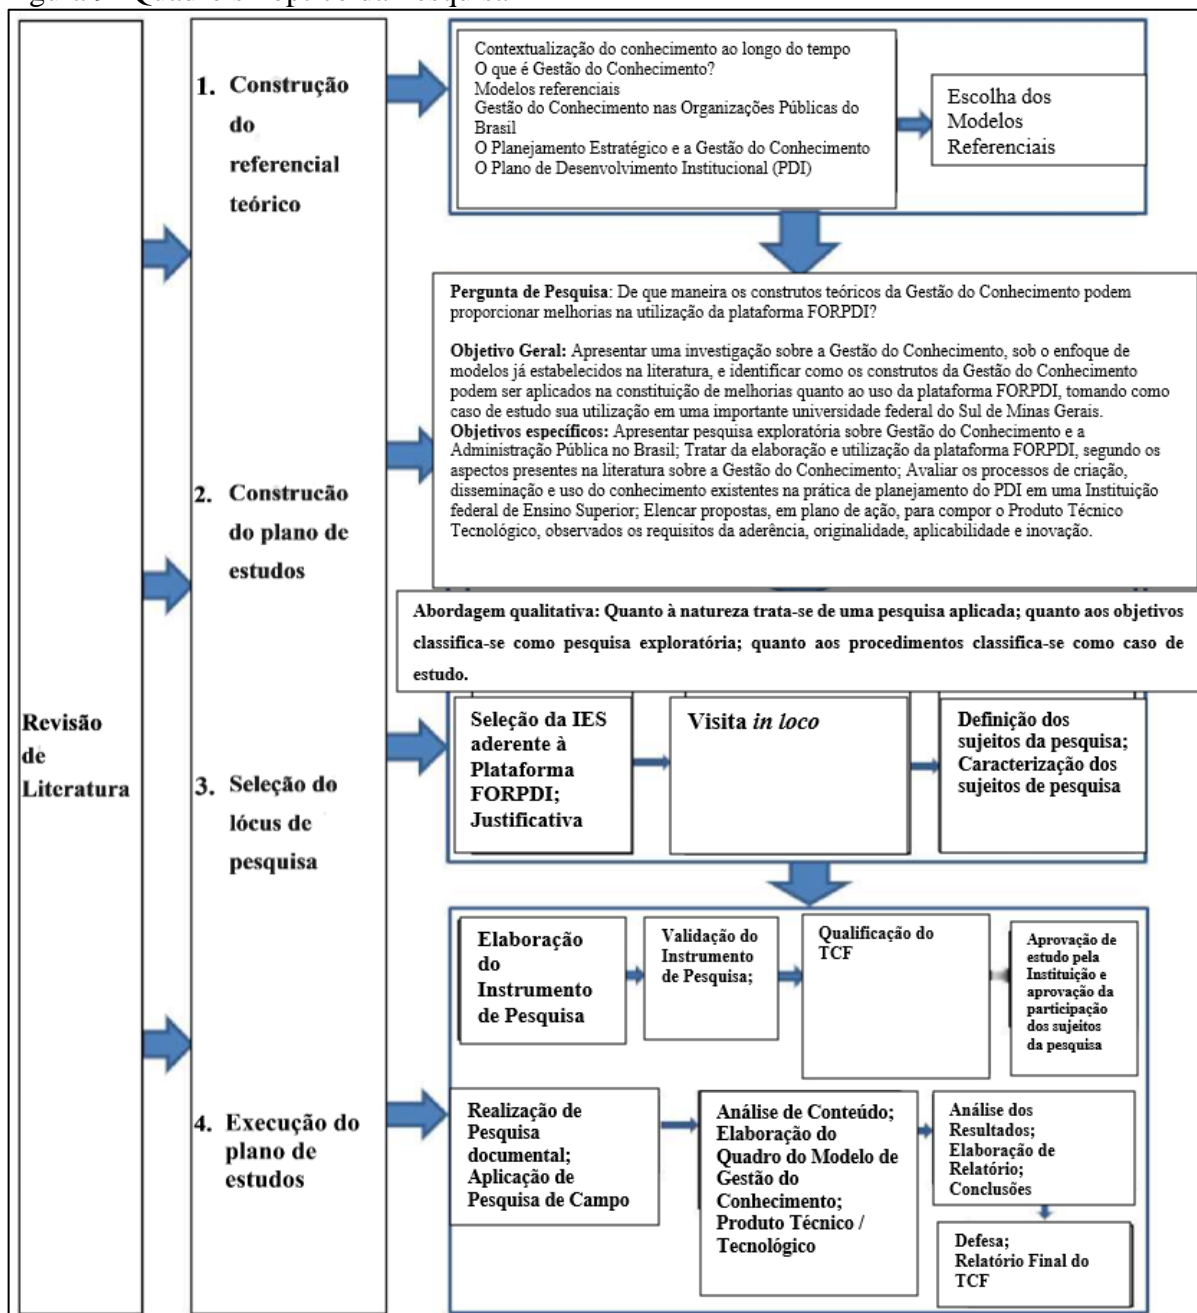 Revisão
de
Literatura
1. Construção
do
referencial
teórico
2. Construcão
do plano de
estudos
3. Seleção do
lócus de
pesquisa
4. Execução do
plano de
estudos
Contextualização do conhecimento ao longo do tempo
O que é Gestão do Conhecimento?
Modelos referenciais
Gestão do Conhecimento nas Organizações Públicas do
Brasil
O Planejamento Estratégico e a Gestão do Conhecimento
O Plano de Desenvolvimento Institucional (PDI)
Escolha dos
Modelos
Referenciais
Pergunta de Pesquisa: De que maneira os construtos teóricos da Gestão do Conhecimento podem
proporcionar melhorias na utilização da plataforma FORPDI?
Objetivo Geral: Apresentar uma investigação sobre a Gestão do Conhecimento, sob o enfoque de
modelos já estabelecidos na literatura, e identificar como os construtos da Gestão do Conhecimento
podem ser aplicados na constituição de melhorias quanto ao uso da plataforma FORPDI, tomando como
caso de estudo sua utilização em uma importante universidade federal do Sul de Minas Gerais.
Objetivos específicos: Apresentar pesquisa exploratória sobre Gestão do Conhecimento e a
Administração Pública no Brasil; Tratar da elaboração e utilização da plataforma FORPDI, segundo os
aspectos presentes na literatura sobre a Gestão do Conhecimento; Avaliar os processos de criação,
disseminação e uso do conhecimento existentes na prática de planejamento do PDI em uma Instituição
federal de Ensino Superior; Elencar propostas, em plano de ação, para compor o Produto Técnico
Tecnológico, observados os requisitos da aderência, originalidade, aplicabilidade e inovação.
Abordagem qualitativa: Quanto à natureza trata-se de uma pesquisa aplicada; quanto aos objetivos
classifica-se como pesquisa exploratória; quanto aos procedimentos classifica-se como caso de
estudo.
Seleção da IES
aderente à
Plataforma
FORPDI;
Justificativa
Visita in loco
Definição dos
sujeitos da pesquisa;
Caracterização dos
sujeitos de pesquisa
Elaboração
do
Instrumento
de Pesquisa
Validação do
Instrumento
de Pesquisa;
Qualificação do
TCF
Aprovação de
estudo pela
Instituição e
aprovação da
participação
dos sujeitos
da pesquisa
Realização de
Pesquisa
documental;
Aplicação de
Pesquisa de Campo
Análise de Conteúdo;
Elaboração do
Quadro do Modelo de
Gestão do
Conhecimento;
Produto Técnico /
Tecnológico
Análise dos
Resultados;
Elaboração de
Relatório;
Conclusões
Defesa;
Relatório Final do
TCF